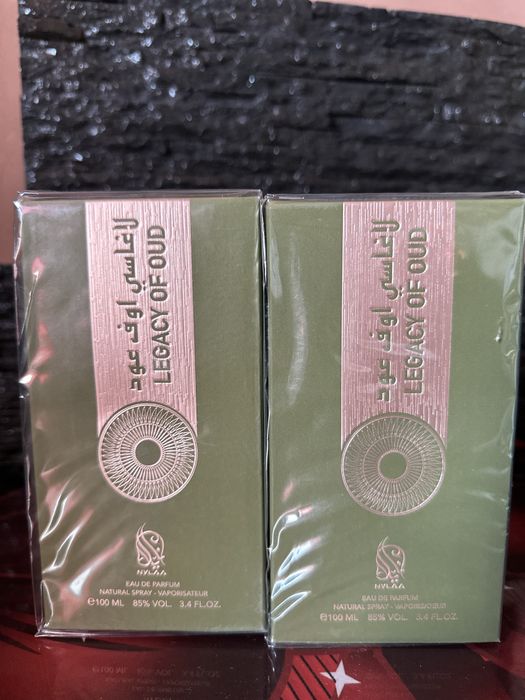 لاغاسي اوف عود
LEGACY OF OUD
NYLAA
EAU DE PARFUM
NATURAL SPRAY - VAPORISATEUR
℮100 ML 85% VOL. 3.4 FL.OZ.
لاغاسي اوف عود
LEGACY OF OUD
NYLAA
EAU DE PARFUM
NATURAL SPRAY - VAPORISATEUR
℮100 ML 85% VOL. 3.4 FL.OZ.